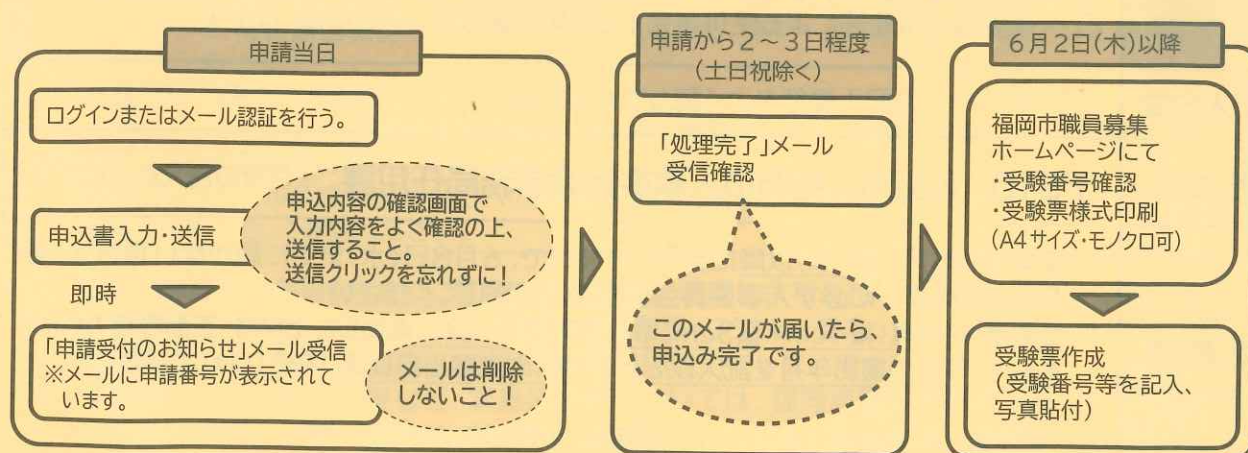 申請当日
ログインまたはメール認証を行う。
申込書入力・送信
申込内容の確認画面で
入力内容をよく確認の上、
送信すること。
送信クリックを忘れずに!
即時
「申請受付のお知らせ」メール受信
※メールに申請番号が表示されて
います。
メールは削除
しないこと!
申請から2~3日程度
(土日祝除く)
「処理完了」メール
受信確認
このメールが届いたら、
申込み完了です。
6月2日(木)以降
福岡市職員募集
ホームページにて
・受験番号確認
・受験票様式印刷
(A4サイズ・モノクロ可)
受験票作成
(受験番号等を記入、
写真貼付)